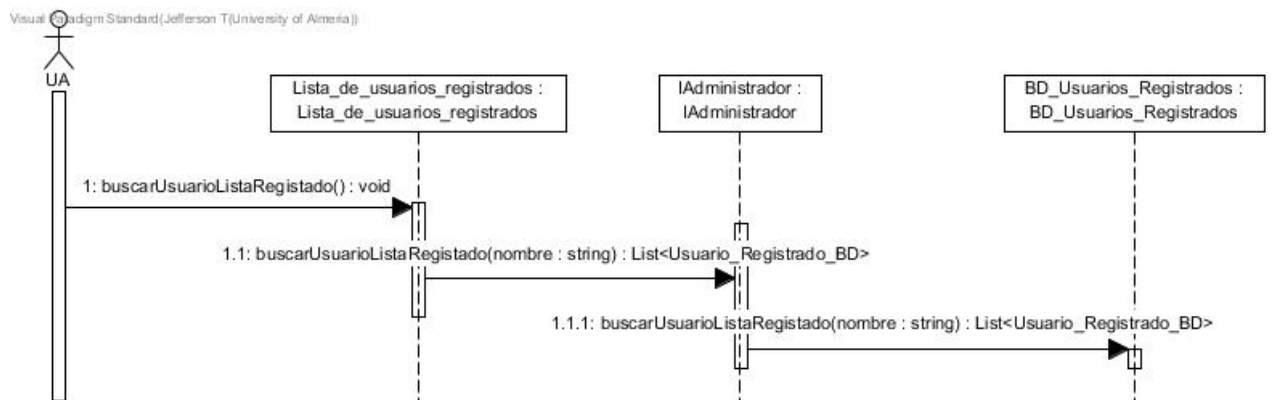 Visual Paradigm Standard(Jefferson T(University of Almeria))
UA
Lista_de_usuarios_registrados :
Lista_de_usuarios_registrados
IAdministrador :
IAdministrador
BD_Usuarios_Registrados :
BD_Usuarios_Registrados
1: buscarUsuarioListaRegistado() : void
1.1: buscarUsuarioListaRegistado(nombre : string) : List<Usuario_Registrado_BD>
1.1.1: buscarUsuarioListaRegistado(nombre : string) : List<Usuario_Registrado_BD>